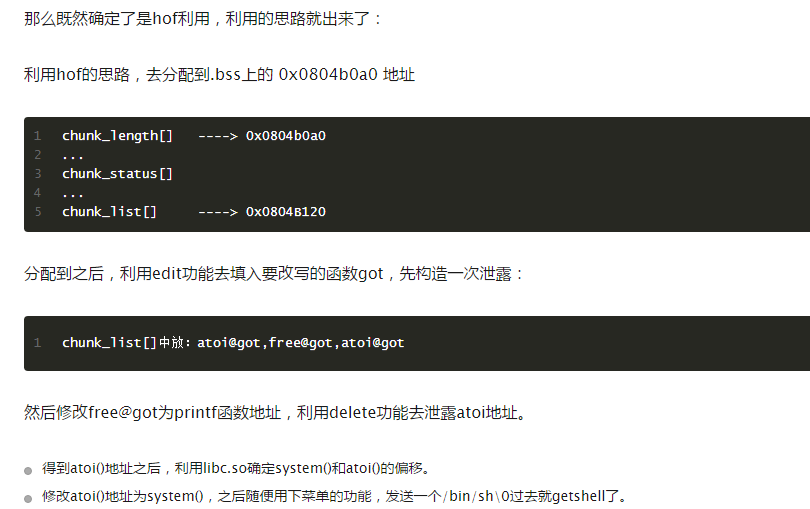 那么既然确定了是hof利用，利用的思路就出来了：
利用hof的思路，去分配到.bss上的 0x0804b0a0 地址
1 chunk_length[] ----> 0x0804b0a0
2 ...
3 chunk_status[]
4 ...
5 chunk_list[] ----> 0x0804B120
分配到之后，利用edit功能去填入要改写的函数got，先构造一次泄露：
1 chunk_list[]中放：atoi@got,free@got,atoi@got
然后修改free@got为printf函数地址，利用delete功能去泄露atoi地址。
得到atoi()地址之后，利用libc.so确定system()和atoi()的偏移。
修改atoi()地址为system()，之后随便用下菜单的功能，发送一个/bin/sh\0过去就getshell了。